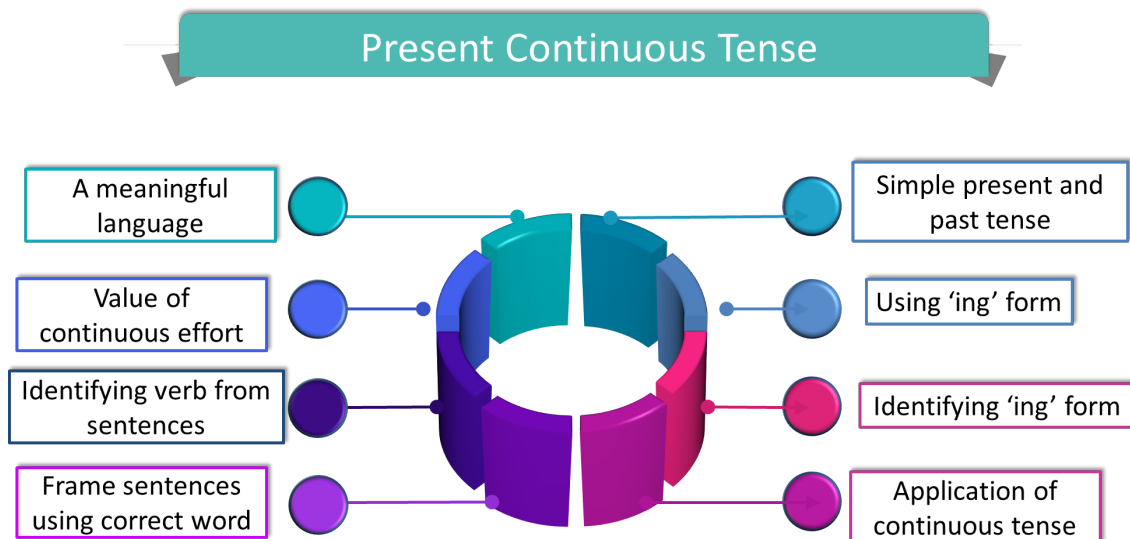 Present Continuous Tense
A meaningful
language
Value of
continuous effort
Identifying verb from
sentences
Frame sentences
using correct word
Simple present and
past tense
Using ‘ing’ form
Identifying ‘ing’ form
Application of
continuous tense